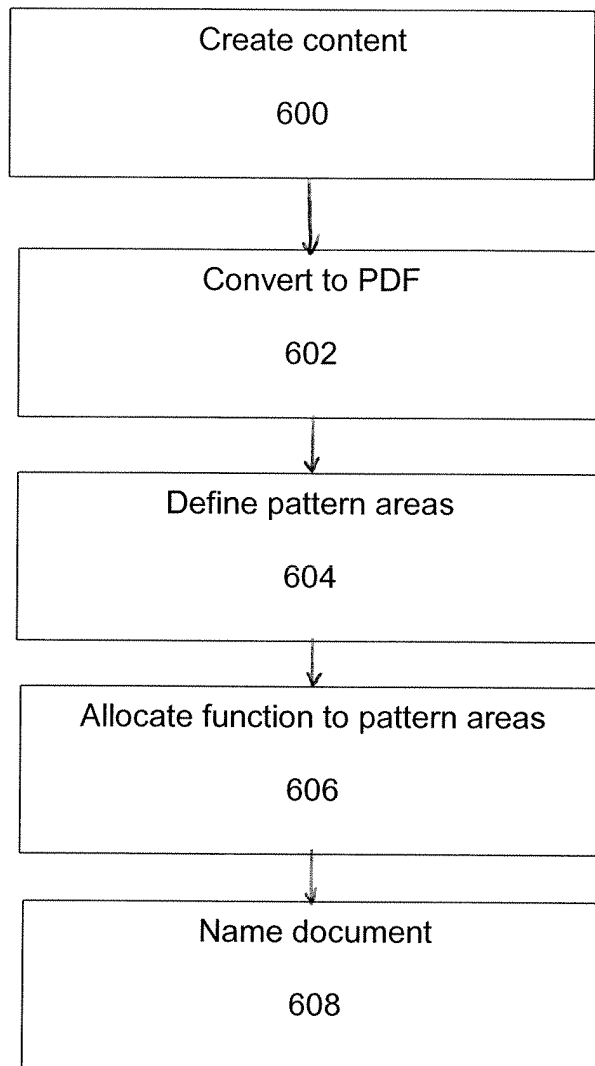 Create content
600
Convert to PDF
602
Define pattern areas
604
Allocate function to pattern areas
606
Name document
608